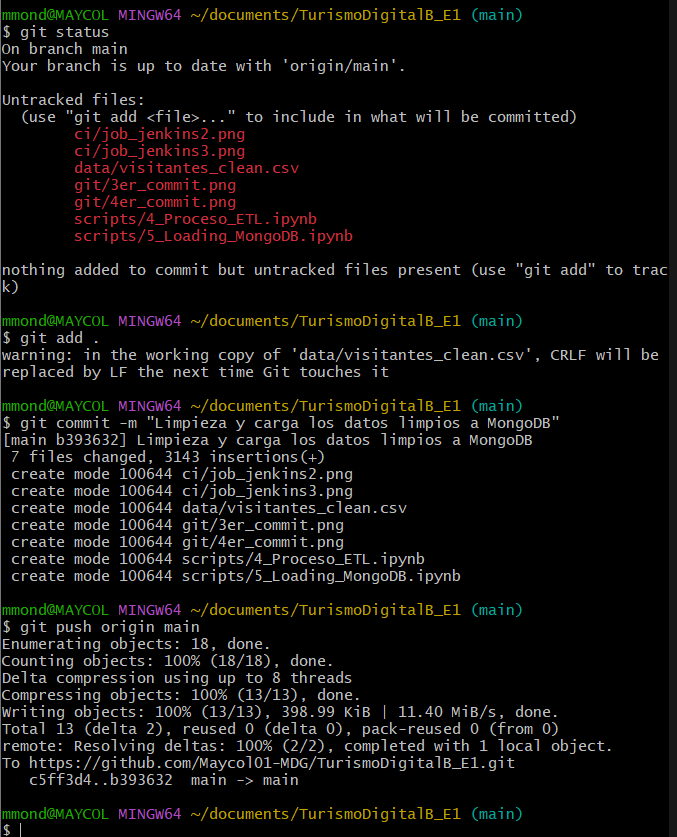 mmond@MAYCOL MINGW64 ~/documents/TurismoDigitalB_E1 (main)
$ git status
On branch main
Your branch is up to date with 'origin/main'.

Untracked files:
  (use "git add <file>..." to include in what will be committed)
        ci/job_jenkins2.png
        ci/job_jenkins3.png
        data/visitantes_clean.csv
        git/3er_commit.png
        git/4er_commit.png
        scripts/4_Proceso_ETL.ipynb
        scripts/5_Loading_MongoDB.ipynb

nothing added to commit but untracked files present (use "git add" to trac
k)

mmond@MAYCOL MINGW64 ~/documents/TurismoDigitalB_E1 (main)
$ git add .
warning: in the working copy of 'data/visitantes_clean.csv', CRLF will be
replaced by LF the next time Git touches it

mmond@MAYCOL MINGW64 ~/documents/TurismoDigitalB_E1 (main)
$ git commit -m "Limpieza y carga los datos limpios a MongoDB"
[main b393632] Limpieza y carga los datos limpios a MongoDB
 7 files changed, 3143 insertions(+)
 create mode 100644 ci/job_jenkins2.png
 create mode 100644 ci/job_jenkins3.png
 create mode 100644 data/visitantes_clean.csv
 create mode 100644 git/3er_commit.png
 create mode 100644 git/4er_commit.png
 create mode 100644 scripts/4_Proceso_ETL.ipynb
 create mode 100644 scripts/5_Loading_MongoDB.ipynb

mmond@MAYCOL MINGW64 ~/documents/TurismoDigitalB_E1 (main)
$ git push origin main
Enumerating objects: 18, done.
Counting objects: 100% (18/18), done.
Delta compression using up to 8 threads
Compressing objects: 100% (13/13), done.
Writing objects: 100% (13/13), 398.99 KiB | 11.40 MiB/s, done.
Total 13 (delta 2), reused 0 (delta 0), pack-reused 0 (from 0)
remote: Resolving deltas: 100% (2/2), completed with 1 local object.
To https://github.com/Maycol01-MDG/TurismoDigitalB_E1.git
   c5ff3d4..b393632  main -> main

mmond@MAYCOL MINGW64 ~/documents/TurismoDigitalB_E1 (main)
$